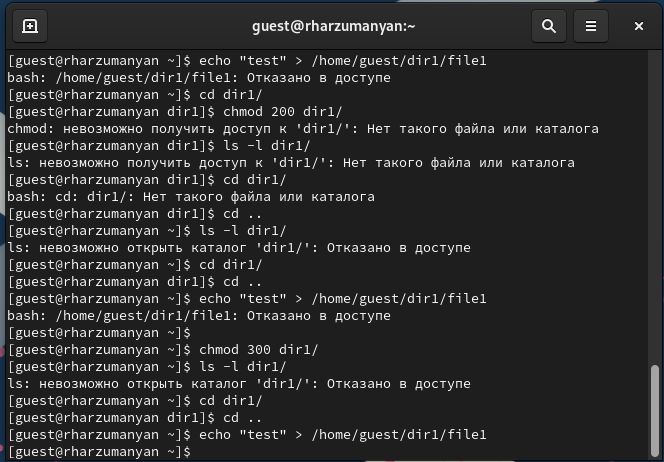 guest@rharzumanyan:~
[guest@rharzumanyan ~]$ echo "test" > /home/guest/dir1/file1
bash: /home/guest/dir1/file1: Отказано в доступе
[guest@rharzumanyan ~]$ cd dir1/
[guest@rharzumanyan dir1]$ chmod 200 dir1/
chmod: невозможно получить доступ к 'dir1/': Нет такого файла или каталога
[guest@rharzumanyan dir1]$ ls -l dir1/
ls: невозможно получить доступ к 'dir1/': Нет такого файла или каталога
[guest@rharzumanyan dir1]$ cd dir1/
bash: cd: dir1/: Нет такого файла или каталога
[guest@rharzumanyan dir1]$ cd ..
[guest@rharzumanyan ~]$ ls -l dir1/
ls: невозможно открыть каталог 'dir1/': Отказано в доступе
[guest@rharzumanyan ~]$ cd dir1/
[guest@rharzumanyan dir1]$ cd ..
[guest@rharzumanyan ~]$ echo "test" > /home/guest/dir1/file1
bash: /home/guest/dir1/file1: Отказано в доступе
[guest@rharzumanyan ~]$
[guest@rharzumanyan ~]$ chmod 300 dir1/
[guest@rharzumanyan ~]$ ls -l dir1/
ls: невозможно открыть каталог 'dir1/': Отказано в доступе
[guest@rharzumanyan ~]$ cd dir1/
[guest@rharzumanyan dir1]$ cd ..
[guest@rharzumanyan ~]$ echo "test" > /home/guest/dir1/file1
[guest@rharzumanyan ~]$